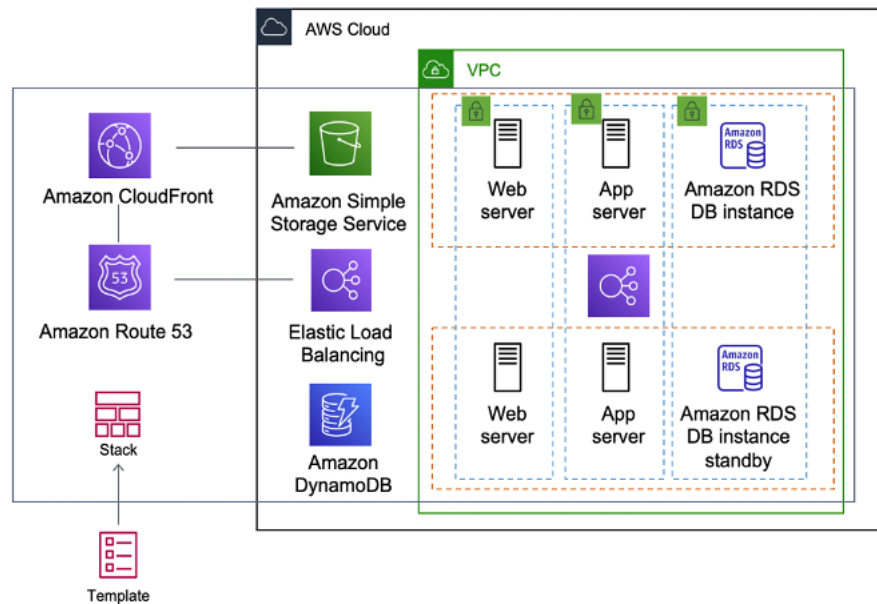 AWS Cloud
VPC
Amazon CloudFront
Amazon Simple
Storage Service
Web
server
App
server
Amazon
RDS
Amazon RDS
DB instance
53
Amazon Route 53
Elastic Load
Balancing
Stack
Amazon
DynamoDB
Web
server
App
server
Amazon
RDS
Amazon RDS
DB instance
standby
Template